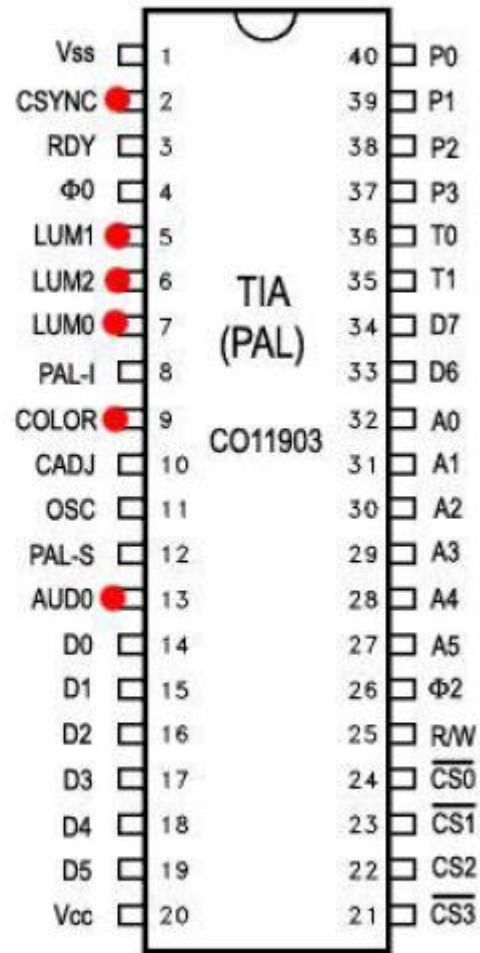 Vss 1 40 P0
CSYNC 2 39 P1
RDY 3 38 P2
Φ0 4 37 P3
LUM1 5 36 T0
LUM2 6 35 T1
LUM0 7 34 D7
PAL-I 8 33 D6
COLOR 9 32 A0
CADJ 10 31 A1
OSC 11 30 A2
PAL-S 12 29 A3
AUD0 13 28 A4
D0 14 27 A5
D1 15 26 Φ2
D2 16 25 R/W
D3 17 24 C̅S̅0̅
D4 18 23 C̅S̅1̅
D5 19 22 CS2
Vcc 20 21 C̅S̅3̅
TIA
(PAL)
CO11903